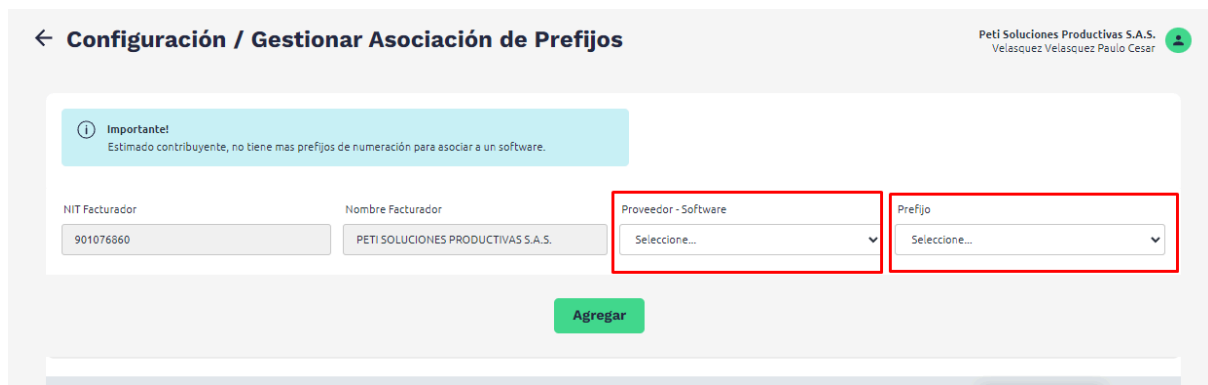 Configuración / Gestionar Asociación de Prefijos
Peti Soluciones Productivas S.A.S.
Velasquez Velasquez Paulo Cesar
Importante!
Estimado contribuyente, no tiene mas prefijos de numeración para asociar a un software.
NIT Facturador
Nombre Facturador
Proveedor - Software
Prefijo
901076860
PETI SOLUCIONES PRODUCTIVAS S.A.S.
Seleccione...
Seleccione...
Agregar